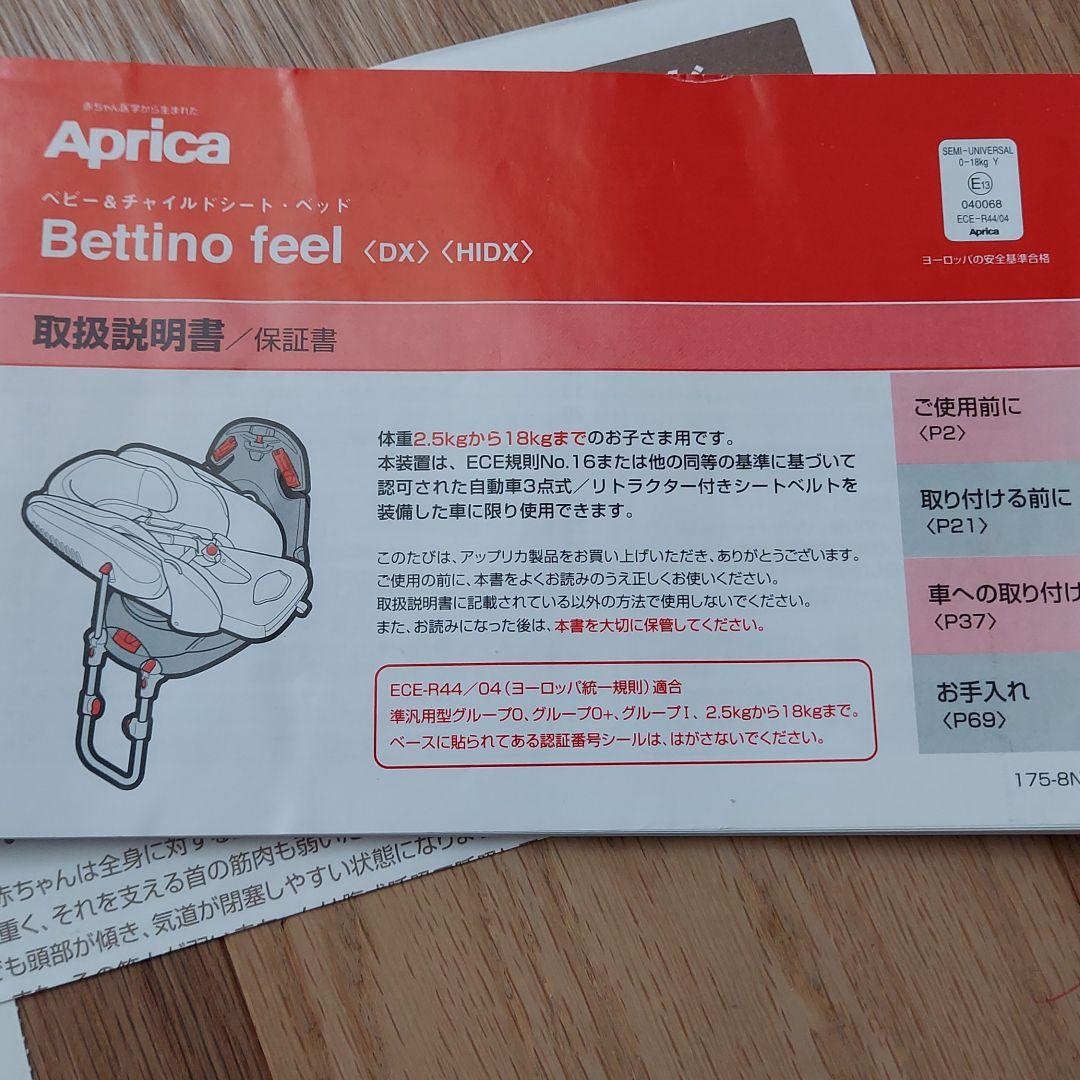 赤ちゃん医学から生まれた
Aprica
ベビー&チャイルドシート・ベッド
Bettino feel 〈DX〉〈HIDX〉
SEMI-UNIVERSAL
0-18kg Y
E13
040068
ECE-R44/04
Aprica
ヨーロッパの安全基準合格
取扱説明書/保証書
体重2.5kgから18kgまでのお子さま用です。
本装置は、ECE規則No.16または他の同等の基準に基づいて
認可された自動車3点式/リトラクター付きシートベルトを
装備した車に限り使用できます。
このたびは、アップリカ製品をお買い上げいただき、ありがとうございます。
ご使用の前に、本書をよくお読みのうえ正しくお使いください。
取扱説明書に記載されている以外の方法で使用しないでください。
また、お読みになった後は、本書を大切に保管してください。
ECE-R44/04(ヨーロッパ統一規則)適合
準汎用型グループ0、グループ0+、グループⅠ、2.5kgから18kgまで。
ベースに貼られてある認証番号シールは、はがさないでください。
ご使用前に
〈P2〉
取り付ける前に
〈P21〉
車への取り付け
〈P37〉
お手入れ
〈P69〉
175-8N
赤ちゃんは全身に対する
重く、それを支える首の筋肉も弱いた
でも頭部が傾き、気道が閉塞しやすい状態になりま